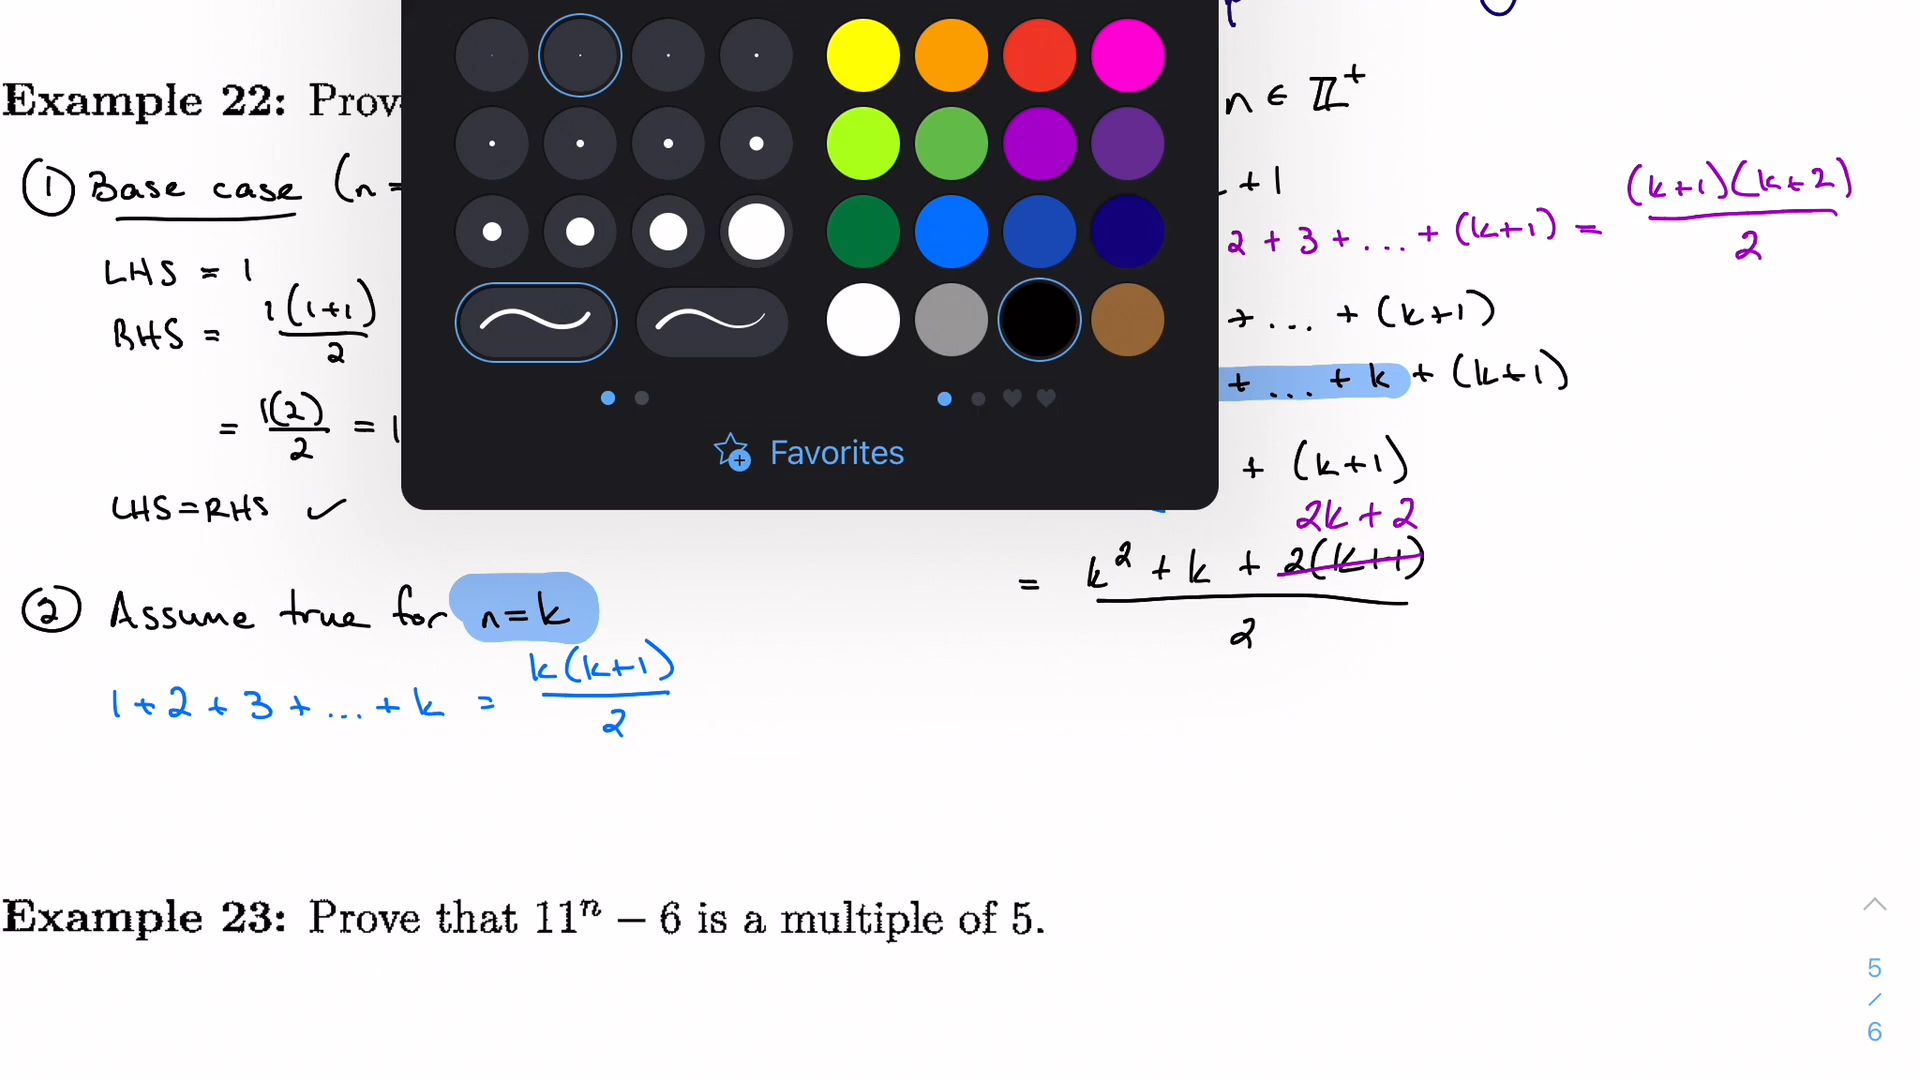 Example 22: Prov
n ∈ ℤ⁺
① Base case (n =
+ 1
(k+1)(k+2)
2 + 3 + ... + (k+1) = ―――
2
LHS = 1
1(1+1)
RHS = ―――
2
+ ... + (k+1)
+ ... + k + (k+1)
= 1(2)/2 = 1
+ (k+1)
LHS = RHS ✓
2k + 2
= k² + k + 2(k+1)
2
Favorites
② Assume true for n = k
1 + 2 + 3 + ... + k = k(k+1)/2
Example 23: Prove that 11ⁿ − 6 is a multiple of 5.
5
/
6